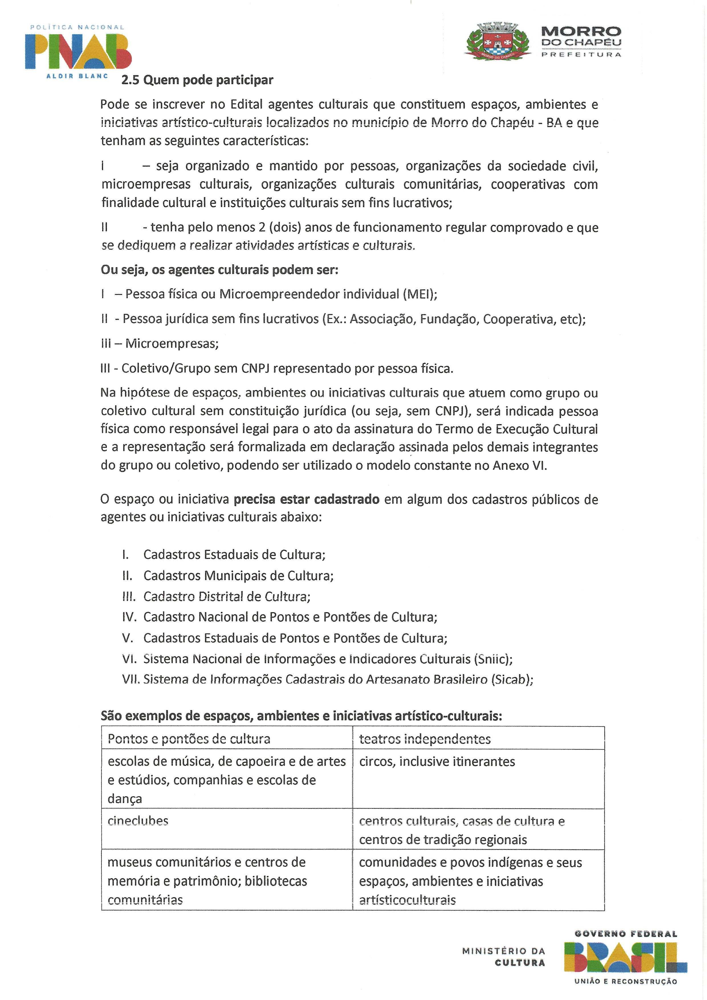 POLÍTICA NACIONAL
PNAB
ALDIR BLANC
MORRO
DO CHAPÉU
PREFEITURA
MORRO DO CHAPÉU
2.5 Quem pode participar
Pode se inscrever no Edital agentes culturais que constituem espaços, ambientes e
iniciativas artístico-culturais localizados no município de Morro do Chapéu - BA e que
tenham as seguintes características:
I – seja organizado e mantido por pessoas, organizações da sociedade civil,
microempresas culturais, organizações culturais comunitárias, cooperativas com
finalidade cultural e instituições culturais sem fins lucrativos;
II - tenha pelo menos 2 (dois) anos de funcionamento regular comprovado e que
se dediquem a realizar atividades artísticas e culturais.
Ou seja, os agentes culturais podem ser:
I – Pessoa física ou Microempreendedor individual (MEI);
II - Pessoa jurídica sem fins lucrativos (Ex.: Associação, Fundação, Cooperativa, etc);
III – Microempresas;
III - Coletivo/Grupo sem CNPJ representado por pessoa física.
Na hipótese de espaços, ambientes ou iniciativas culturais que atuem como grupo ou
coletivo cultural sem constituição jurídica (ou seja, sem CNPJ), será indicada pessoa
física como responsável legal para o ato da assinatura do Termo de Execução Cultural
e a representação será formalizada em declaração assinada pelos demais integrantes
do grupo ou coletivo, podendo ser utilizado o modelo constante no Anexo VI.
O espaço ou iniciativa precisa estar cadastrado em algum dos cadastros públicos de
agentes ou iniciativas culturais abaixo:
I. Cadastros Estaduais de Cultura;
II. Cadastros Municipais de Cultura;
III. Cadastro Distrital de Cultura;
IV. Cadastro Nacional de Pontos e Pontões de Cultura;
V. Cadastros Estaduais de Pontos e Pontões de Cultura;
VI. Sistema Nacional de Informações e Indicadores Culturais (Sniic);
VII. Sistema de Informações Cadastrais do Artesanato Brasileiro (Sicab);
São exemplos de espaços, ambientes e iniciativas artístico-culturais:
Pontos e pontões de cultura
teatros independentes
escolas de música, de capoeira e de artes
e estúdios, companhias e escolas de
dança
circos, inclusive itinerantes
cineclubes
centros culturais, casas de cultura e
centros de tradição regionais
museus comunitários e centros de
memória e patrimônio; bibliotecas
comunitárias
comunidades e povos indígenas e seus
espaços, ambientes e iniciativas
artísticoculturais
MINISTÉRIO DA
CULTURA
GOVERNO FEDERAL
BRASIL
UNIÃO E RECONSTRUÇÃO